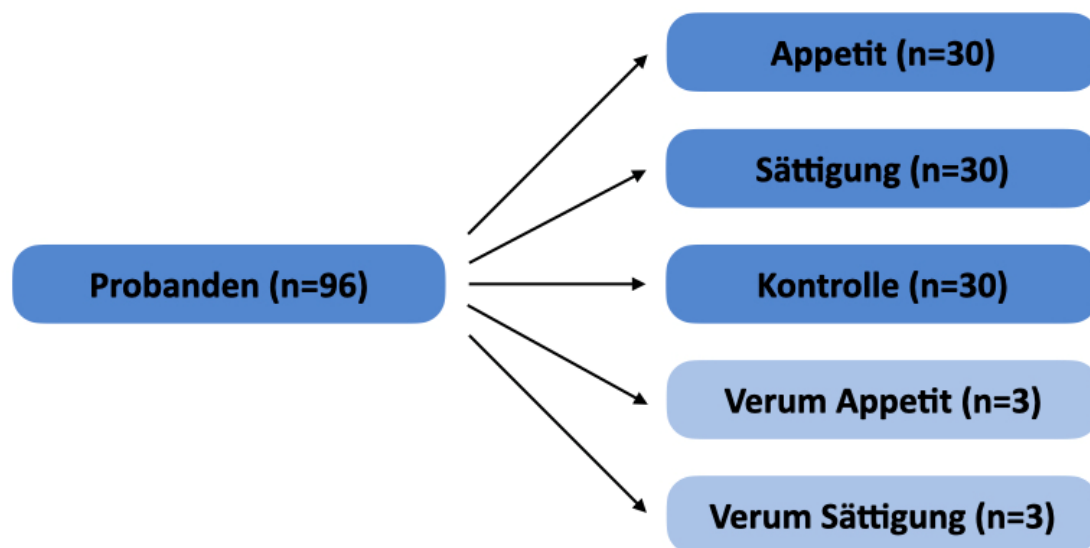 Appetit (n=30)
Sättigung (n=30)
Probanden (n=96)
Kontrolle (n=30)
Verum Appetit (n=3)
Verum Sättigung (n=3)